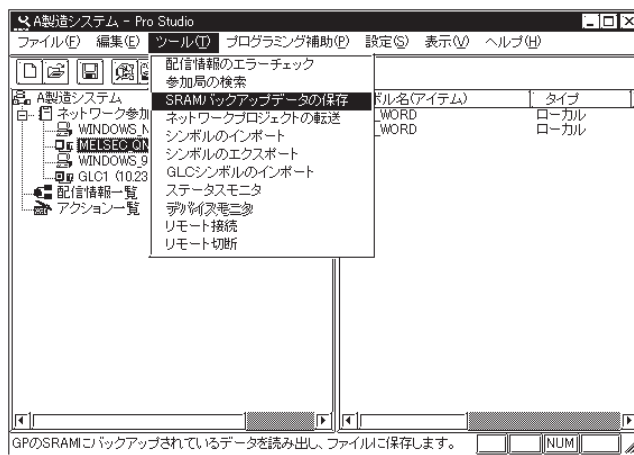 A製造システム - Pro Studio
ファイル(F) 編集(E) ツール(T) プログラミング補助(P) 設定(S) 表示(V) ヘルプ(H)
配信情報のエラーチェック
参加局の検索
SRAMバックアップデータの保存
ネットワークプロジェクトの転送
シンボルのインポート
シンボルのエクスポート
GLCシンボルのインポート
ステータスモニタ
デバイスモニタ
リモート接続
リモート切断
A製造システム
ネットワーク参加
WINDOWS_N
MELSEC_QN
WINDOWS_9
GLC1 (10.23
配信情報一覧
アクション一覧
ボル名(アイテム) タイプ
_WORD ローカル
_WORD ローカル
GPのSRAMにバックアップされているデータを読み出し、ファイルに保存します。 NUM